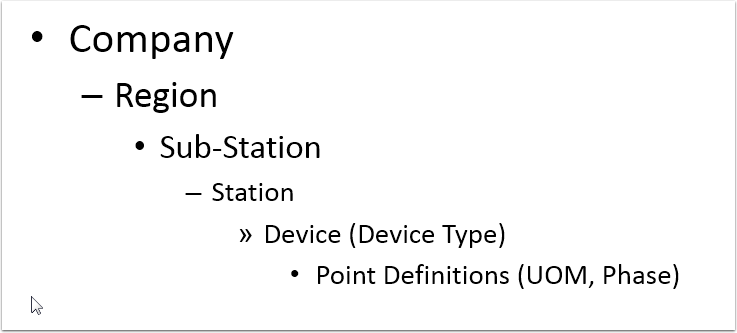 • Company
– Region
• Sub-Station
– Station
» Device (Device Type)
• Point Definitions (UOM, Phase)